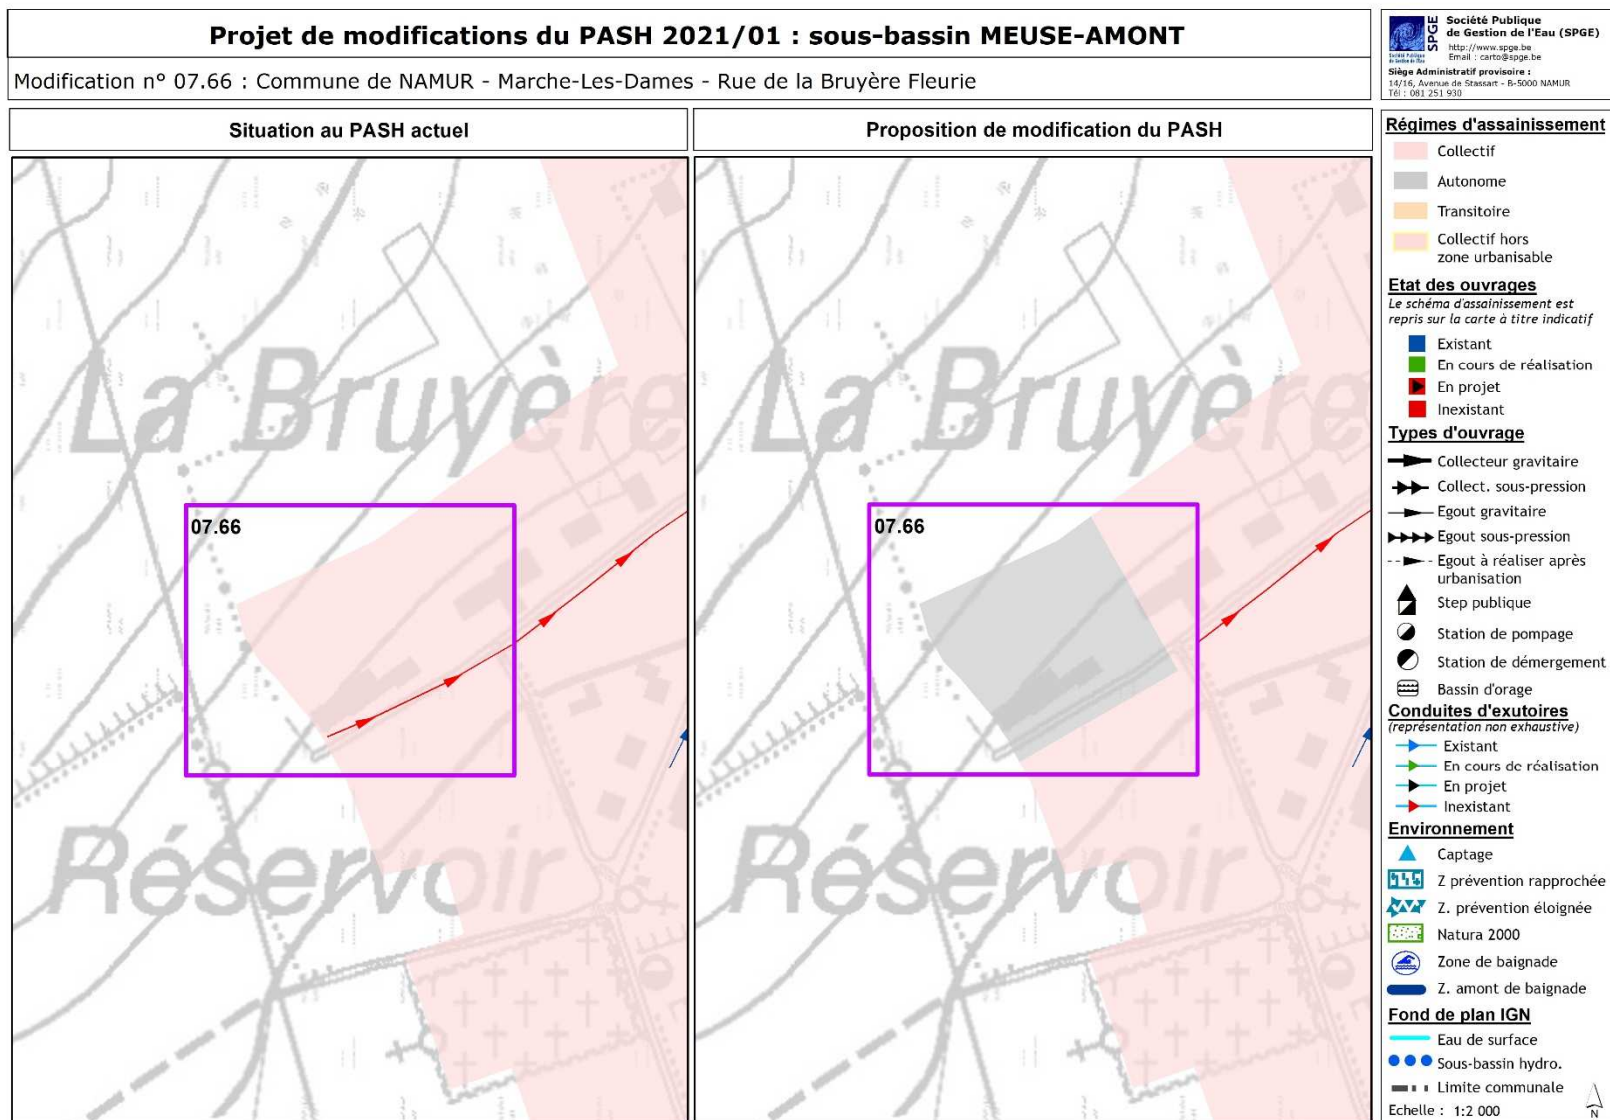 Projet de modifications du PASH 2021/01 : sous-bassin MEUSE-AMONT
Modification n° 07.66 : Commune de NAMUR - Marche-Les-Dames - Rue de la Bruyère Fleurie
SPGE
Société Publique
de Gestion de l'Eau
Société Publique
de Gestion de l'Eau (SPGE)
http://www.spge.be
Email : carto@spge.be
Siège Administratif provisoire :
14/16, Avenue de Stassart - B-5000 NAMUR
Tél : 081 251 930
Situation au PASH actuel
La Bruyère
07.66
Réservoir
Proposition de modification du PASH
La Bruyère
07.66
Réservoir
Régimes d'assainissement
Collectif
Autonome
Transitoire
Collectif hors
zone urbanisable
Etat des ouvrages
Le schéma d'assainissement est
repris sur la carte à titre indicatif
Existant
En cours de réalisation
En projet
Inexistant
Types d'ouvrage
Collecteur gravitaire
Collect. sous-pression
Egout gravitaire
Egout sous-pression
Egout à réaliser après
urbanisation
Step publique
Station de pompage
Station de démergement
Bassin d'orage
Conduites d'exutoires
(représentation non exhaustive)
Existant
En cours de réalisation
En projet
Inexistant
Environnement
Captage
Z prévention rapprochée
Z. prévention éloignée
Natura 2000
Zone de baignade
Z. amont de baignade
Fond de plan IGN
Eau de surface
Sous-bassin hydro.
Limite communale
Echelle : 1:2 000
N